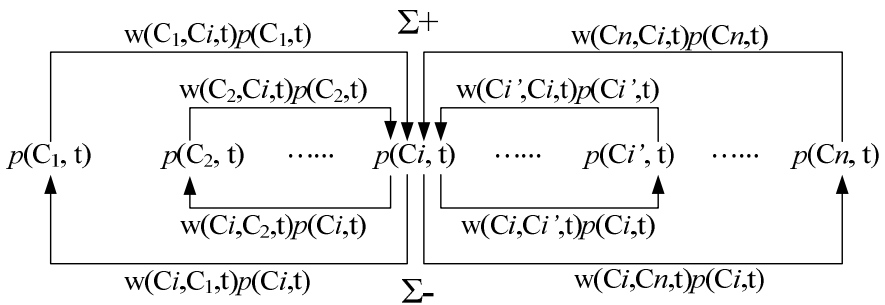 Σ+
w(C1,Ci,t)p(C1,t)
w(Cn,Ci,t)p(Cn,t)
w(C2,Ci,t)p(C2,t)
w(Ci’,Ci,t)p(Ci’,t)
p(C1, t) p(C2, t) ······ p(Ci, t) ······ p(Ci’, t) ······ p(Cn, t)
w(Ci,C2,t)p(Ci,t)
w(Ci,Ci’,t)p(Ci,t)
w(Ci,C1,t)p(Ci,t)
w(Ci,Cn,t)p(Ci,t)
Σ-